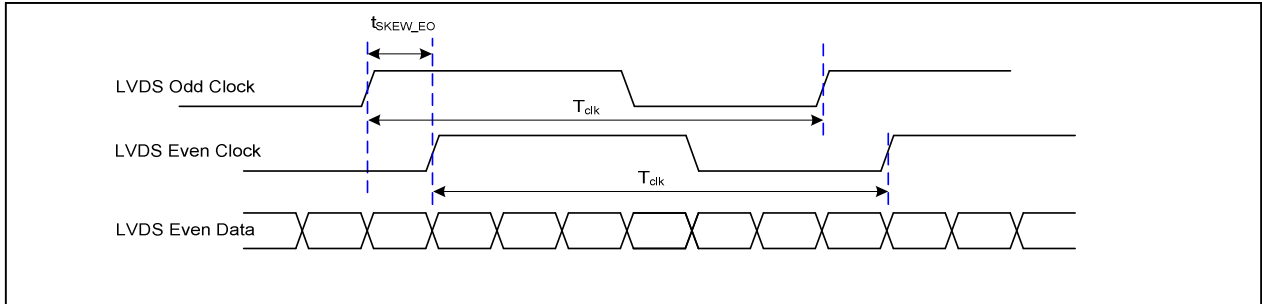 tSKEW_EO
LVDS Odd Clock
Tclk
LVDS Even Clock
Tclk
LVDS Even Data